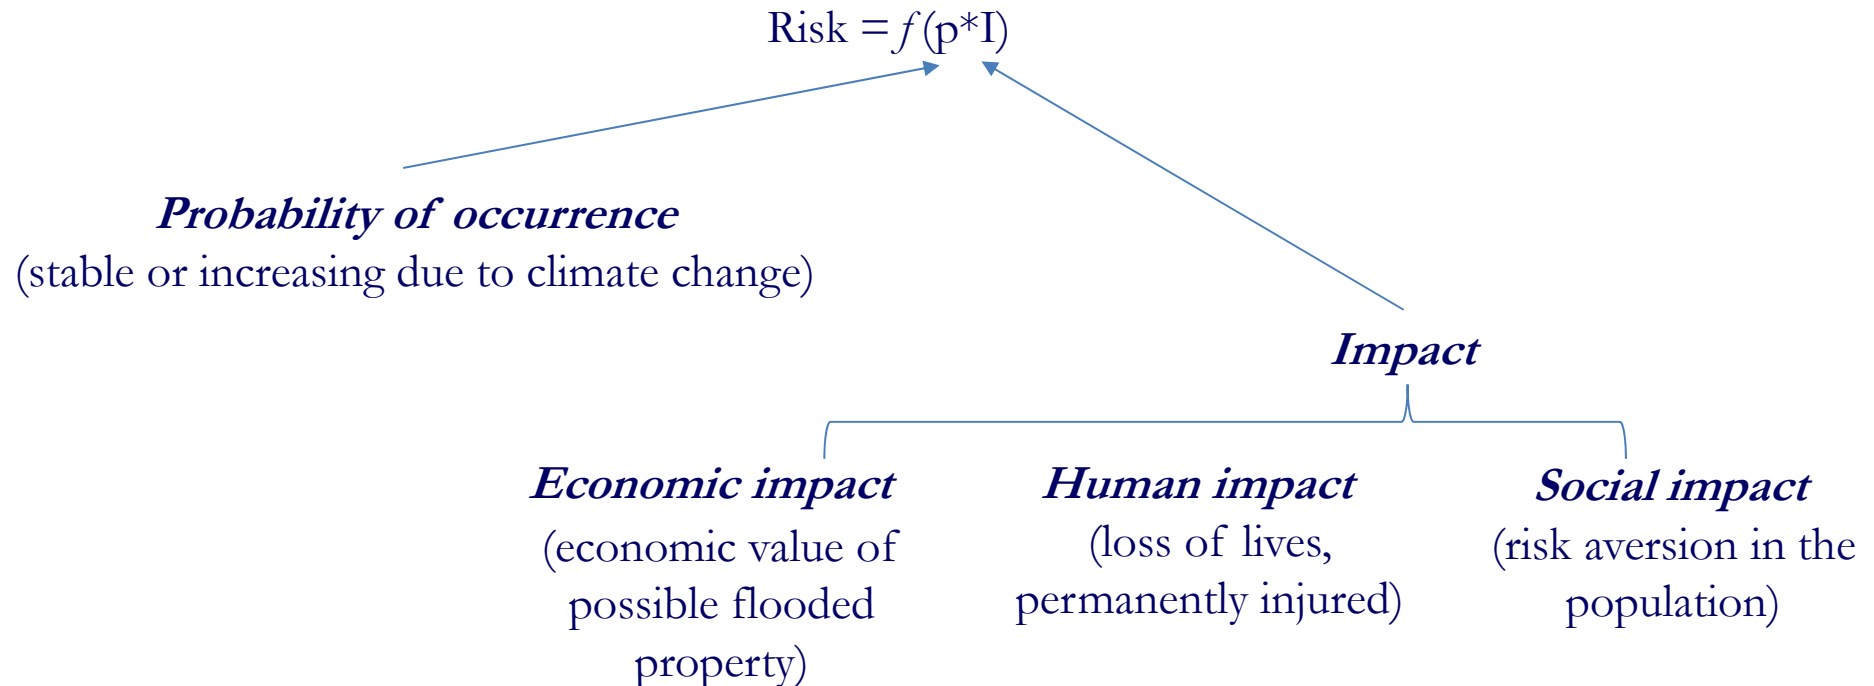 Risk = f (p*I)
Probability of occurrence
(stable or increasing due to climate change)
Impact
Economic impact
(economic value of
possible flooded
property)
Human impact
(loss of lives,
permanently injured)
Social impact
(risk aversion in the
population)